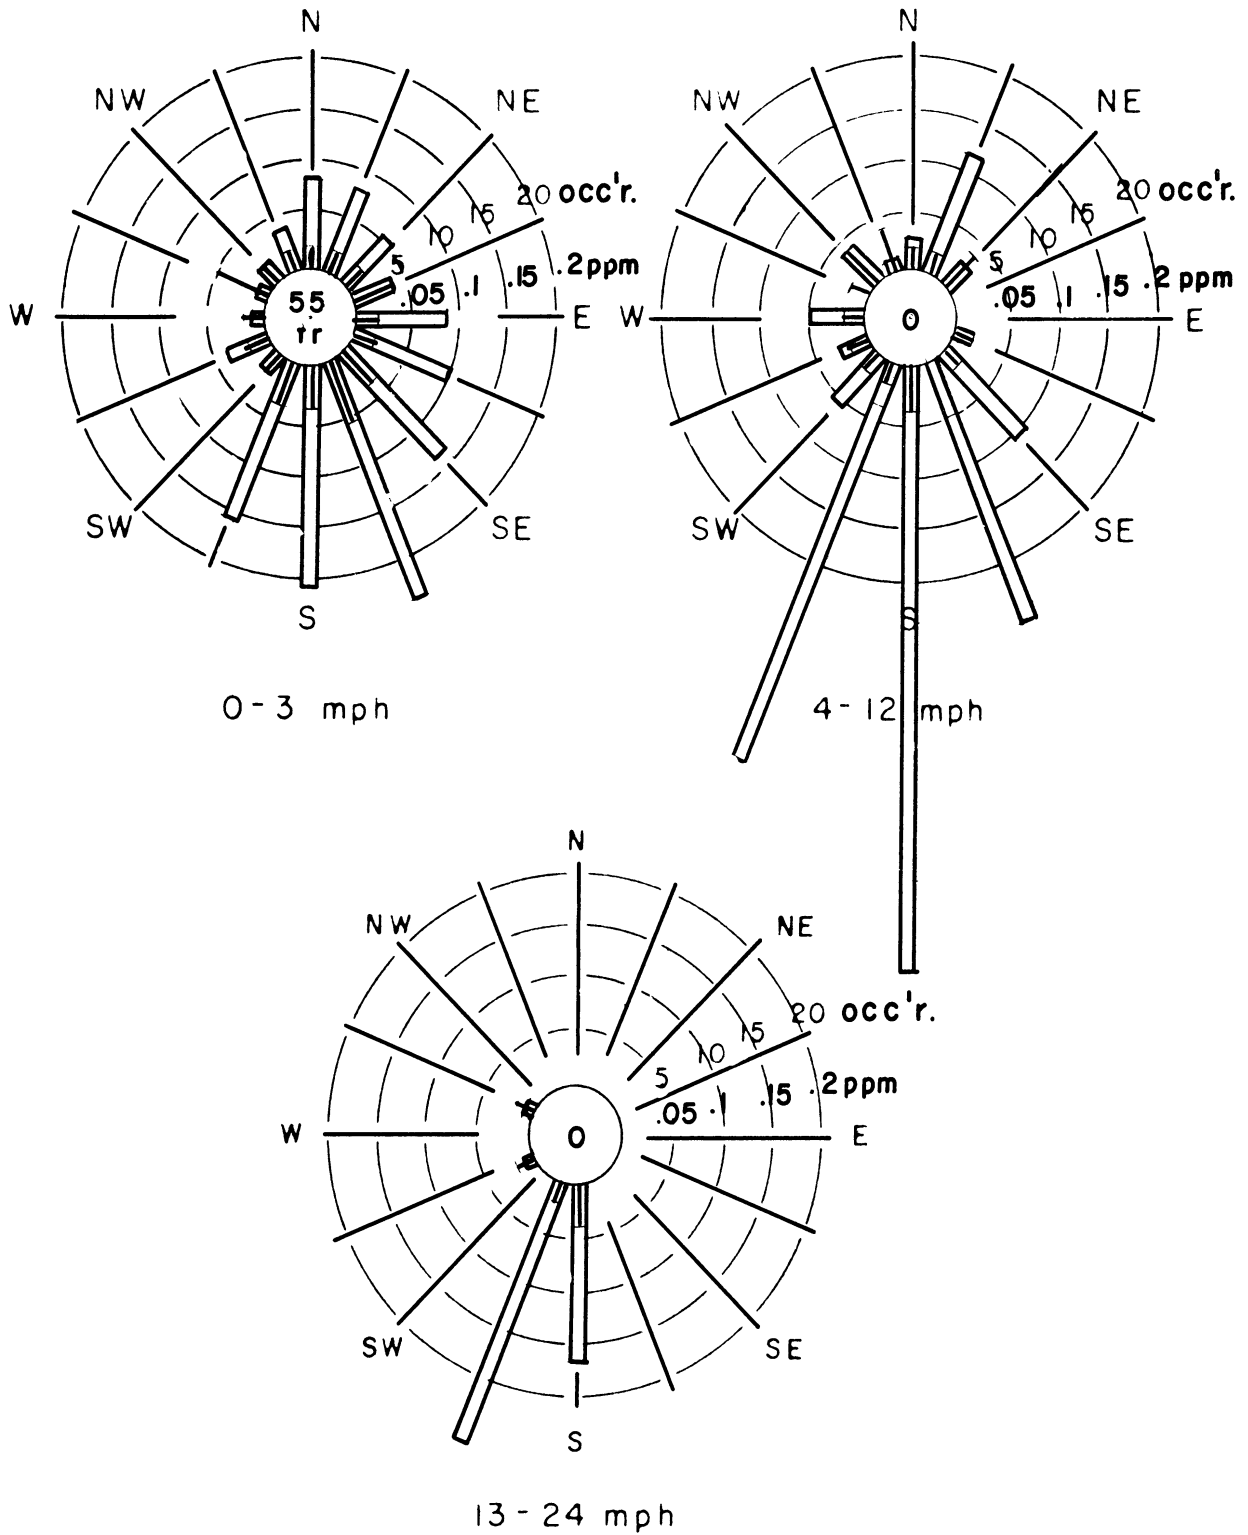 N N
NW NE NW NE
20 occ'r. 20 occ'r.
15 15
10 10
5 5
.05 .1 .15 .2 ppm .05 .1 .15 .2 ppm
55
tr
0
W E W E
SW SE SW SE
S S
0-3 mph 4-12 mph
N
NW NE
20 occ'r.
15
10
5
.05 .1 .15 .2 ppm
W 0 E
SW SE
S
13-24 mph